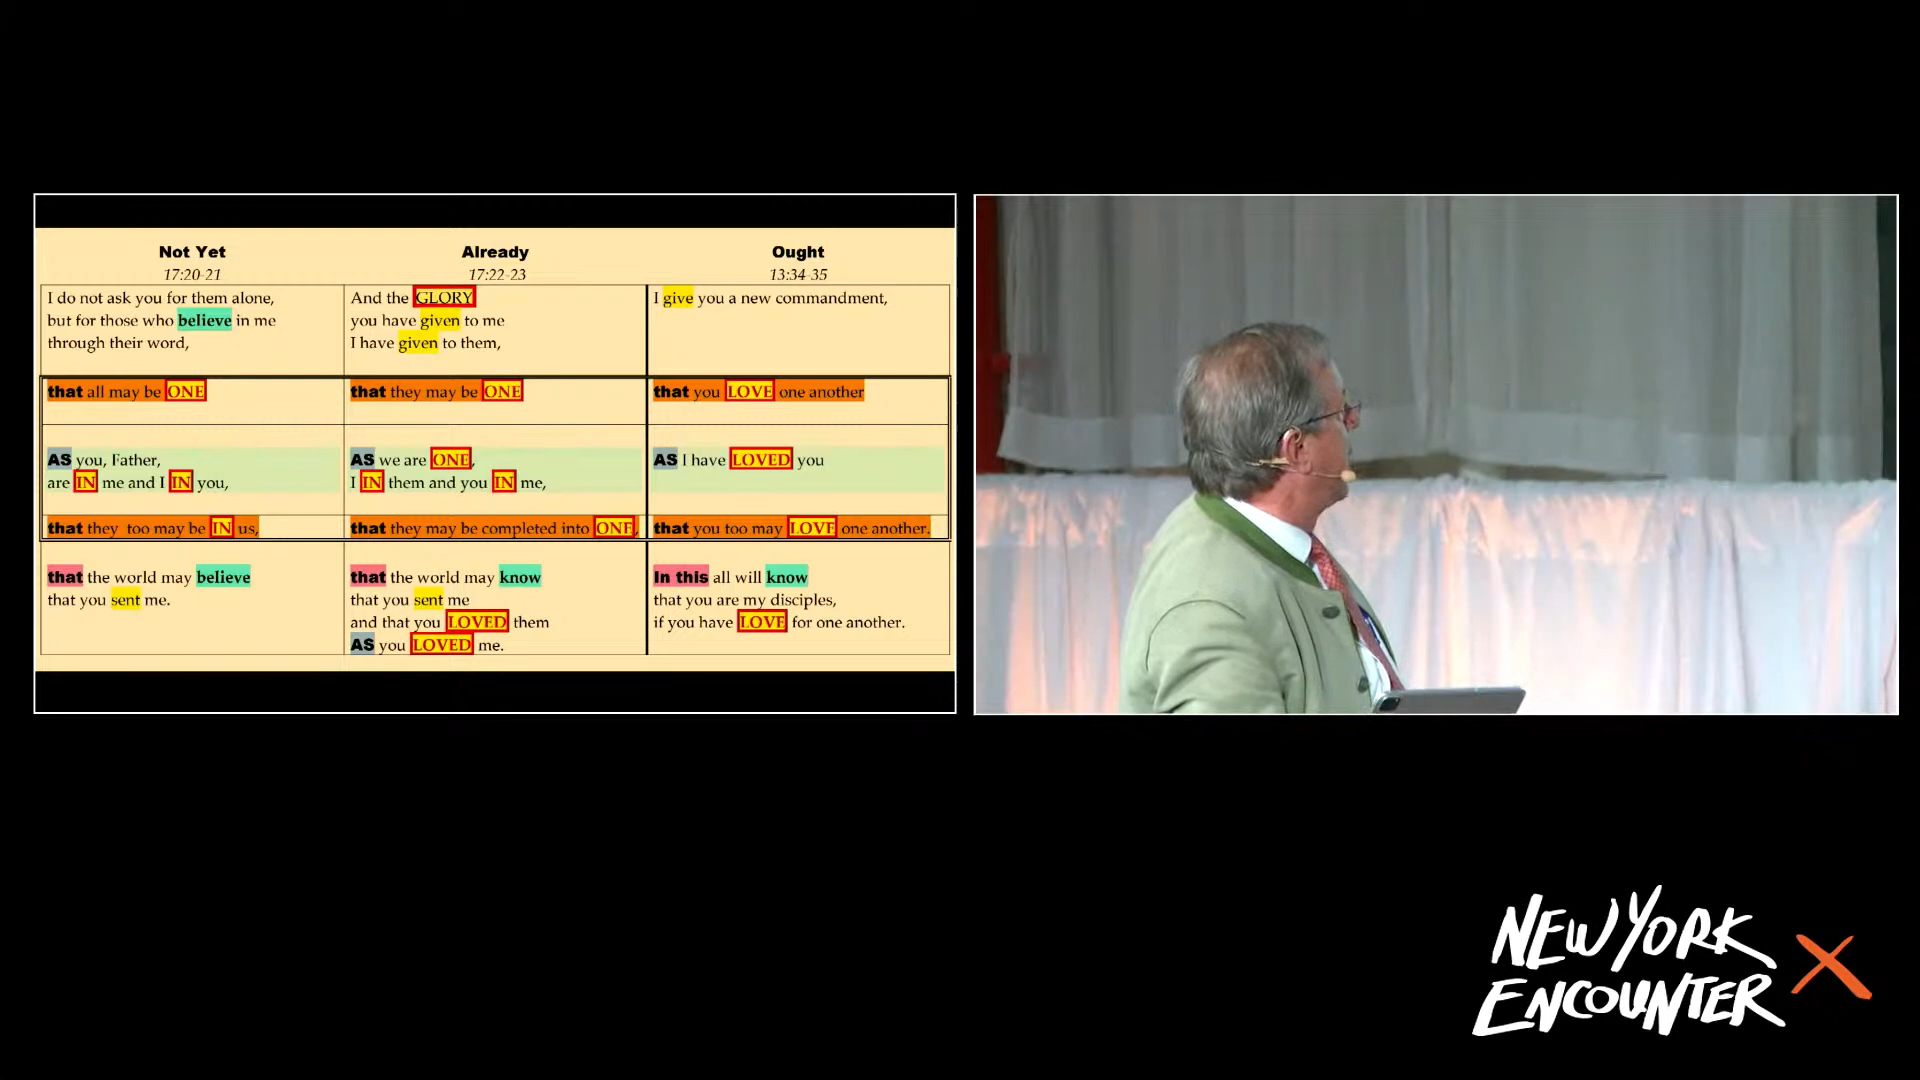 Not Yet
17:20-21
I do not ask you for them alone,
but for those who believe in me
through their word,
that all may be ONE
AS you, Father,
are IN me and I IN you,
that they too may be IN us,
that the world may believe
that you sent me.
Already
17:22-23
And the GLORY
you have given to me
I have given to them,
that they may be ONE
AS we are ONE,
I IN them and you IN me,
that they may be completed into ONE,
that the world may know
that you sent me
and that you LOVED them
AS you LOVED me.
Ought
13:34-35
I give you a new commandment,
that you LOVE one another
AS I have LOVED you
that you too may LOVE one another.
In this all will know
that you are my disciples,
if you have LOVE for one another.
NEW YORK
ENCOUNTER